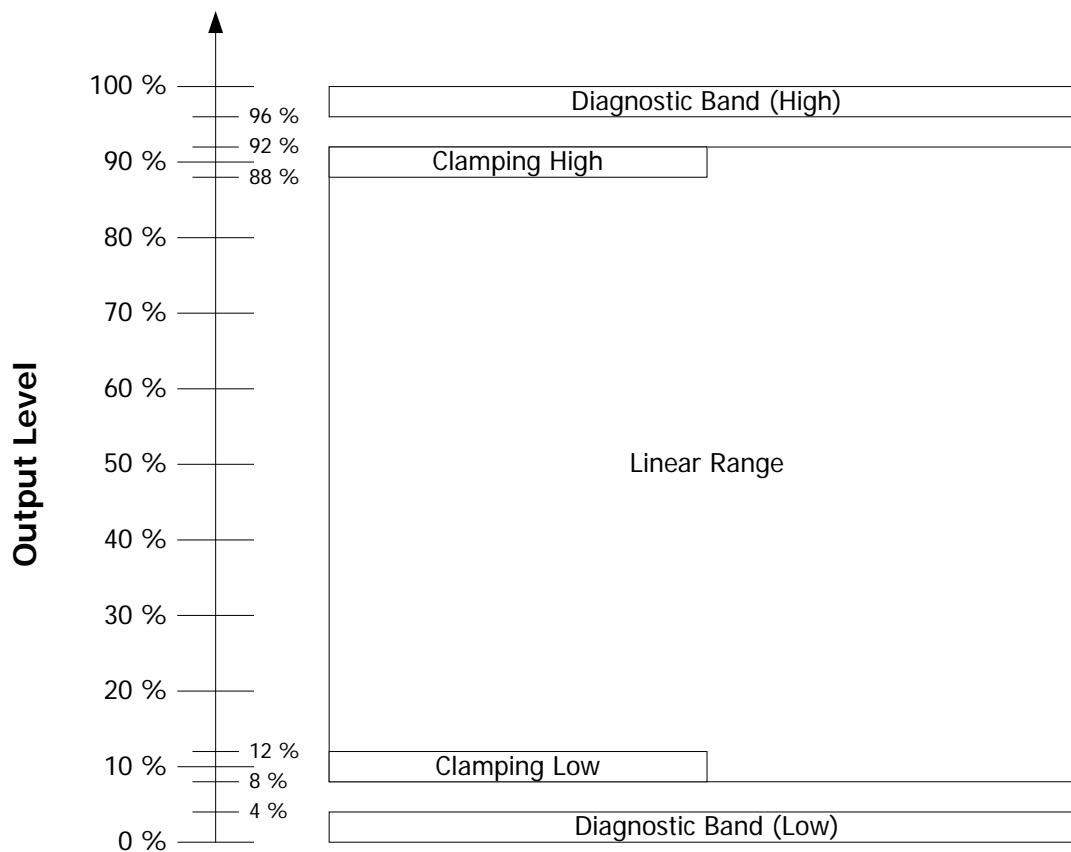 100 %
Diagnostic Band (High)
96 %
92 %
90 %
Clamping High
88 %
80 %
70 %
60 %
Output Level
50 %
Linear Range
40 %
30 %
20 %
12 %
10 %
Clamping Low
8 %
4 %
Diagnostic Band (Low)
0 %